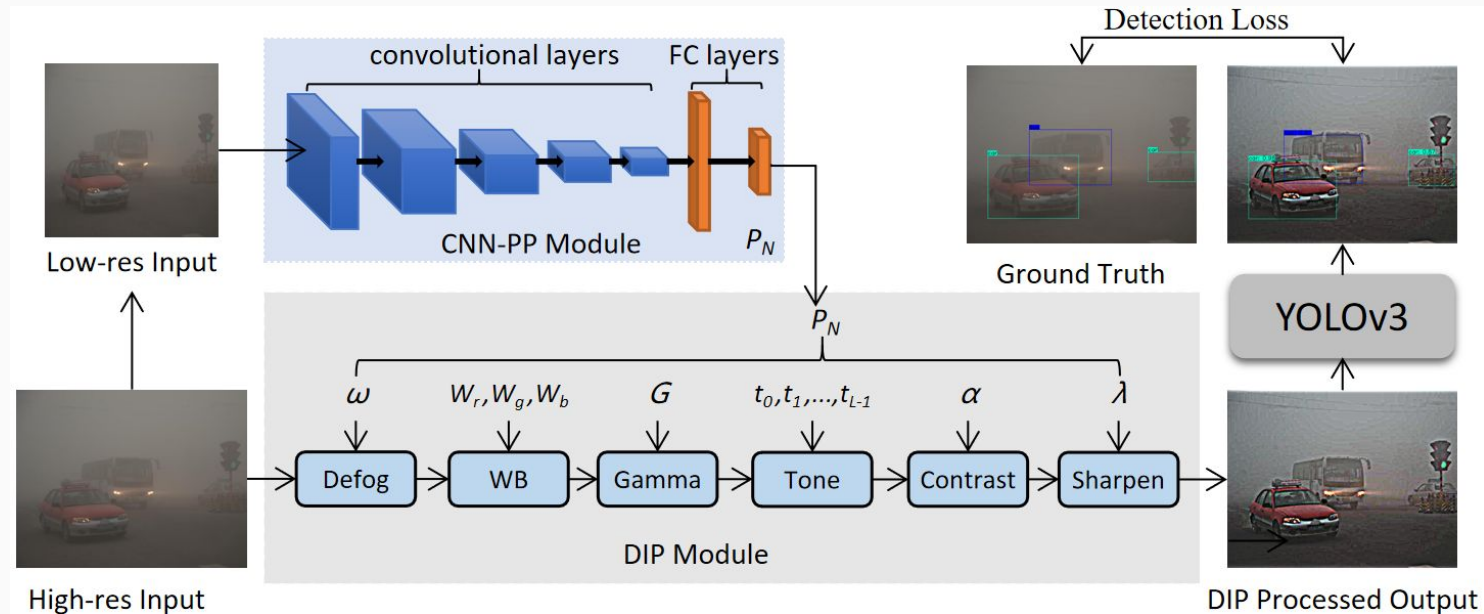 Detection Loss
convolutional layers
FC layers
CNN-PP Module
P_N
Low-res Input
Ground Truth
YOLOv3
P_N
ω
W_r,W_g,W_b
G
t_0,t_1,...,t_{L-1}
α
λ
Defog
WB
Gamma
Tone
Contrast
Sharpen
DIP Module
High-res Input
DIP Processed Output